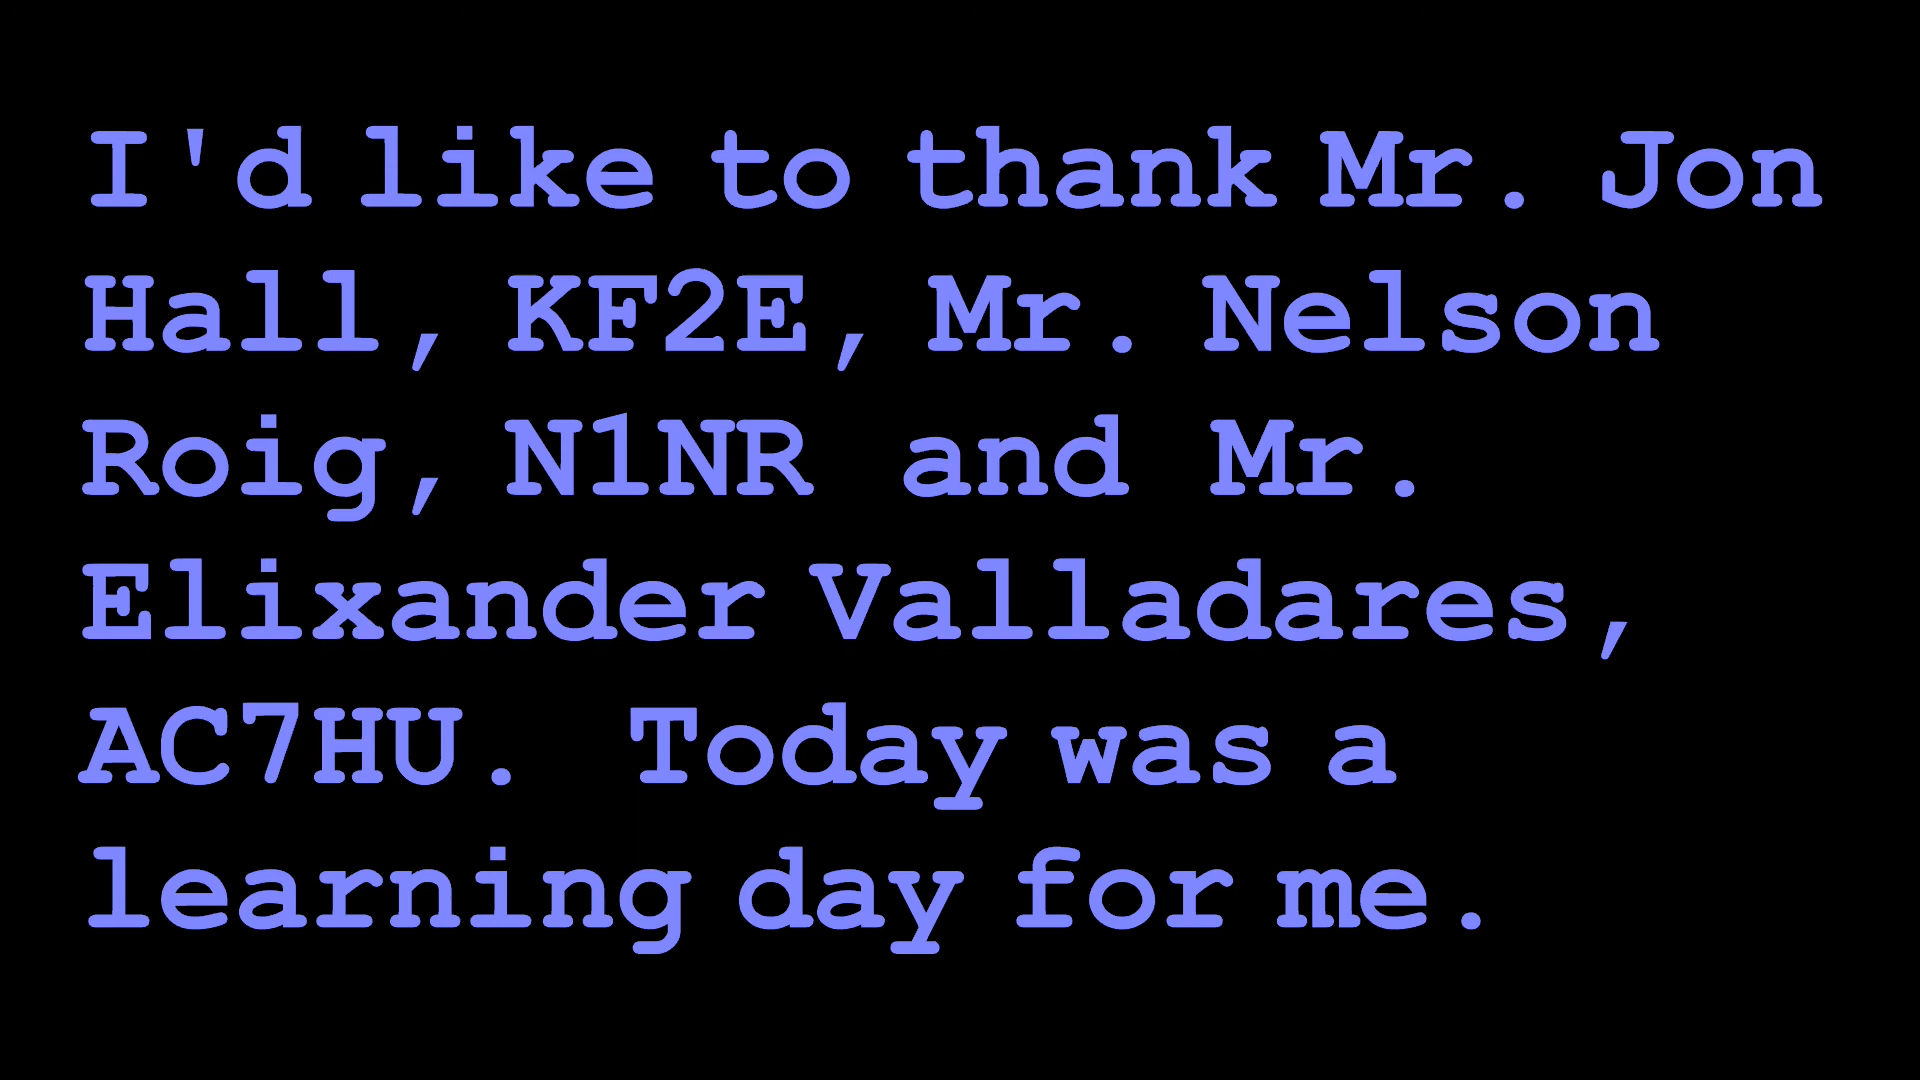 I'd like to thank Mr. Jon
Hall, KF2E, Mr. Nelson
Roig, N1NR and Mr.
Elixander Valladares,
AC7HU. Today was a
learning day for me.